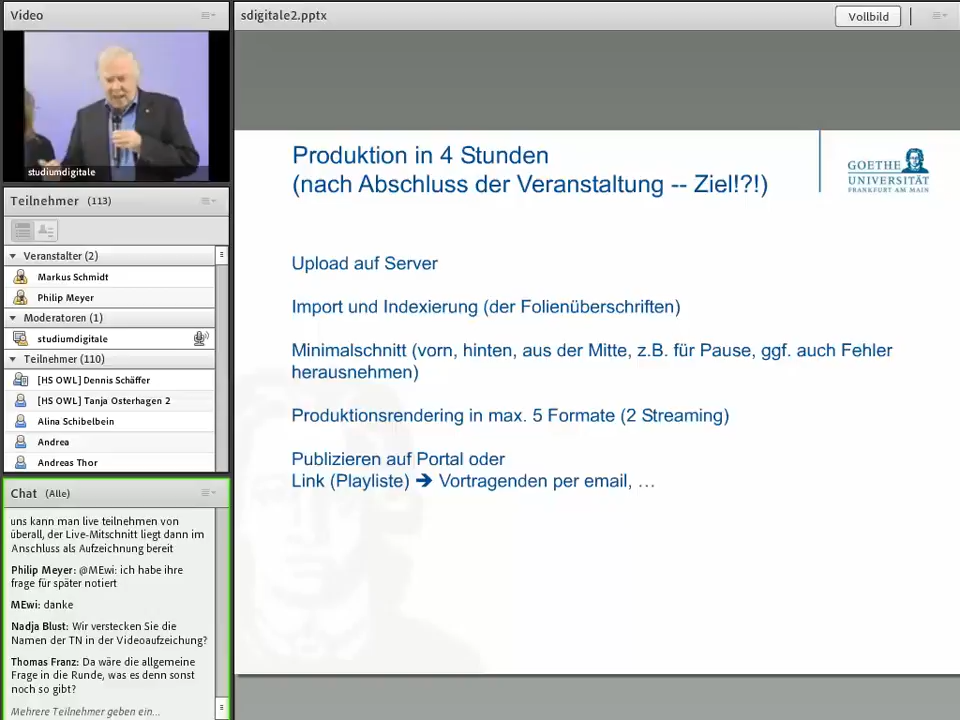 Video
studiumdigitale
Teilnehmer (113)
Veranstalter (2)
Markus Schmidt
Philip Meyer
Moderatoren (1)
studiumdigitale
Teilnehmer (110)
[HS OWL] Dennis Schäffer
[HS OWL] Tanja Osterhagen 2
Alina Schibelbein
Andrea
Andreas Thor
Chat (Alle)
uns kann man live teilnehmen von
überall, der Live-Mitschnitt liegt dann im
Anschluss als Aufzeichnung bereit
Philip Meyer: @MEwi: ich habe ihre
frage für später notiert
MEwi: danke
Nadja Blust: Wir verstecken Sie die
Namen der TN in der Videoaufzeichung?
Thomas Franz: Da wäre die allgemeine
Frage in die Runde, was es denn sonst
noch so gibt?
Mehrere Teilnehmer geben ein...
sdigitale2.pptx
Vollbild
Produktion in 4 Stunden
(nach Abschluss der Veranstaltung -- Ziel!?!)
GOETHE
UNIVERSITÄT
FRANKFURT AM MAIN
Upload auf Server
Import und Indexierung (der Folienüberschriften)
Minimalschnitt (vorn, hinten, aus der Mitte, z.B. für Pause, ggf. auch Fehler
herausnehmen)
Produktionsrendering in max. 5 Formate (2 Streaming)
Publizieren auf Portal oder
Link (Playliste) ➔ Vortragenden per email, …